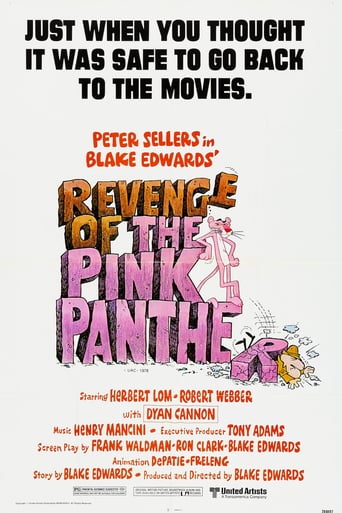 JUST WHEN YOU THOUGHT
IT WAS SAFE TO GO BACK
TO THE MOVIES.
PETER SELLERS in
BLAKE EDWARDS'
REVENGE
OF THE
PINK
PANTHER
Starring HERBERT LOM - ROBERT WEBBER
with DYAN CANNON
Music HENRY MANCINI - Executive Producer TONY ADAMS
Screen Play by FRANK WALDMAN - RON CLARK - BLAKE EDWARDS
Animation DePATIE-FRELENG
Story by BLAKE EDWARDS - Produced and Directed by BLAKE EDWARDS
PG
United Artists
A Transamerica Company